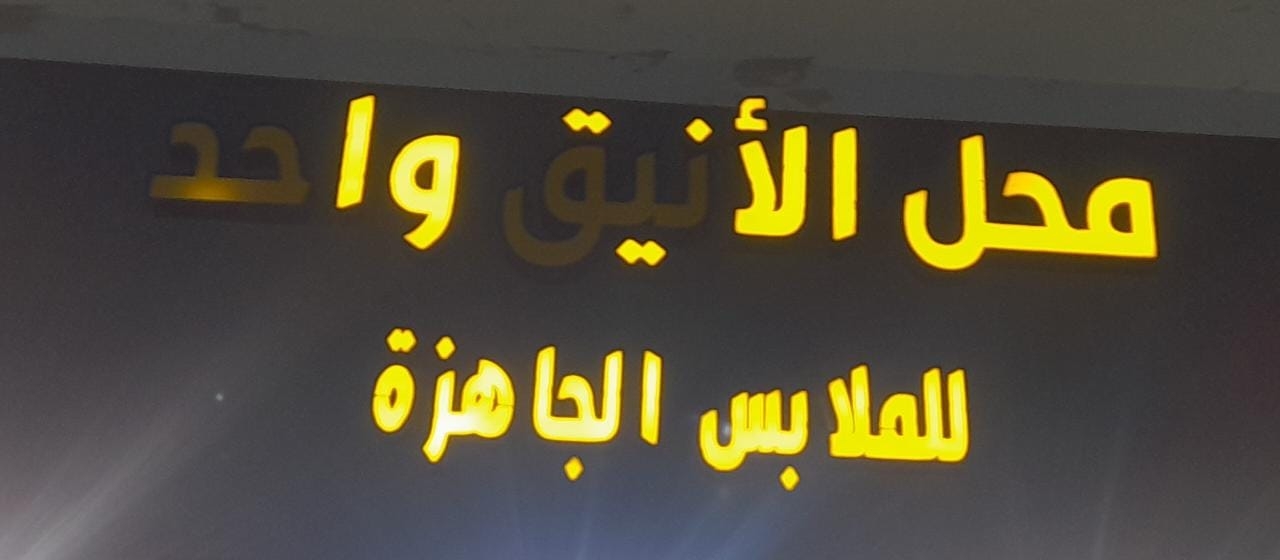 محل الأنيق واحد
للملابس الجاهزة